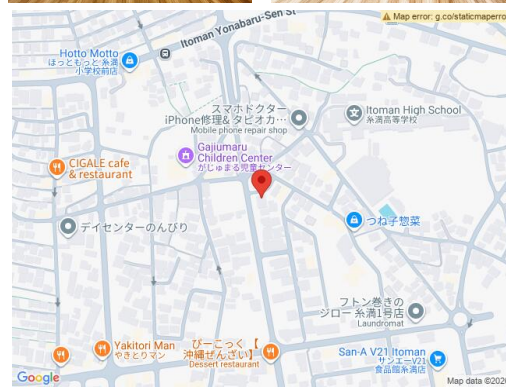 Map error: g.co/staticmaperro
Itoman Yonabaru-Sen St
Hotto Motto
ほっともっと 糸満
小学校前店
スマホドクター
iPhone修理& タピオカ…
Mobile phone repair shop
Itoman High School
糸満高等学校
Gajiumaru
Children Center
がじゅまる児童センター
CIGALE cafe
& restaurant
つね子惣菜
デイセンターのんびり
フトン巻きの
ジロー 糸満1号店
Laundromat
Yakitori Man
やきとりマン
ぴーこっく 【
沖縄ぜんざい】
Dessert restaurant
San-A V21 Itoman
サンエーV21
食品館糸満店
Google
Map data ©2026